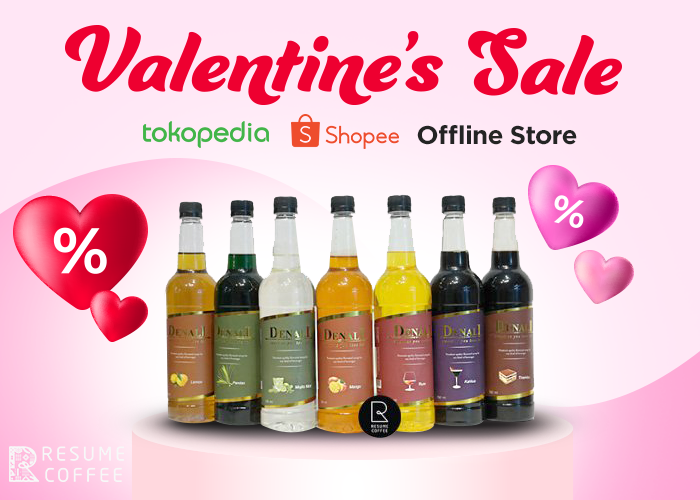 Valentine's Sale
tokopedia
S Shopee
Offline Store
%
%
DENALI
DENALI
DENALI
DENALI
DENALI
DENALI
DENALI
Lemon
Pandan
Mojito Mint
Mango
Rum
Kahlua
Tiramisu
R
RESUME
COFFEE
RESUME
COFFEE